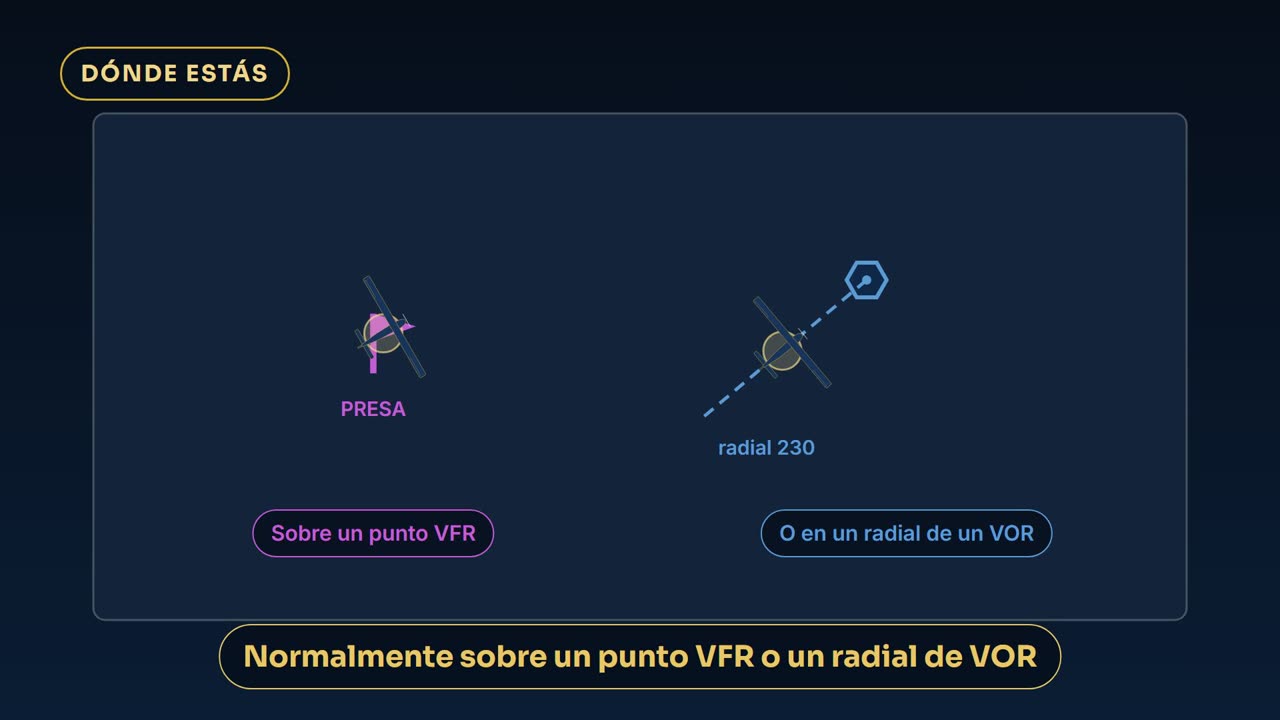 DÓNDE ESTÁS
PRESA
radial 230
Sobre un punto VFR
O en un radial de un VOR
Normalmente sobre un punto VFR o un radial de VOR